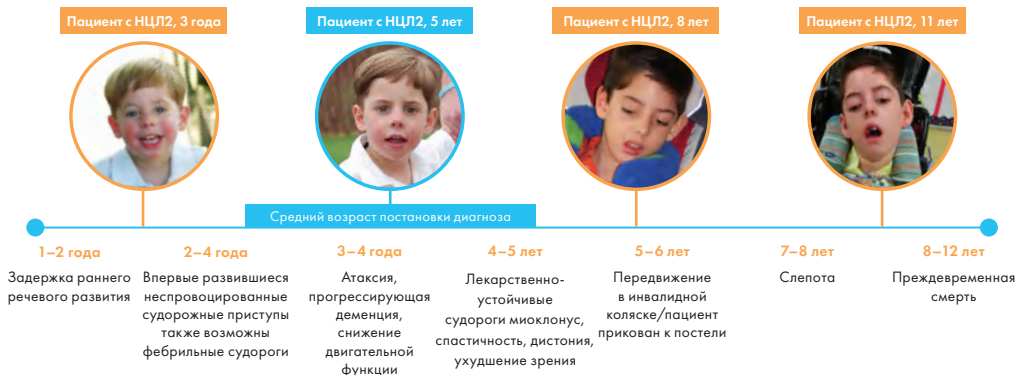 Пациент с НЦЛ2, 3 года
Пациент с НЦЛ2, 5 лет
Пациент с НЦЛ2, 8 лет
Пациент с НЦЛ2, 11 лет
Средний возраст постановки диагноза
1–2 года
Задержка раннего
речевого развития
2–4 года
Впервые развившиеся
неспровоцированные
судорожные приступы
также возможны
фебрильные судороги
3–4 года
Атаксия,
прогрессирующая
деменция,
снижение
двигательной
функции
4–5 лет
Лекарственно-
устойчивые
судороги миоклонус,
спастичность, дистония,
ухудшение зрения
5–6 лет
Передвижение
в инвалидной
коляске/пациент
прикован к постели
7–8 лет
Слепота
8–12 лет
Преждевременная
смерть